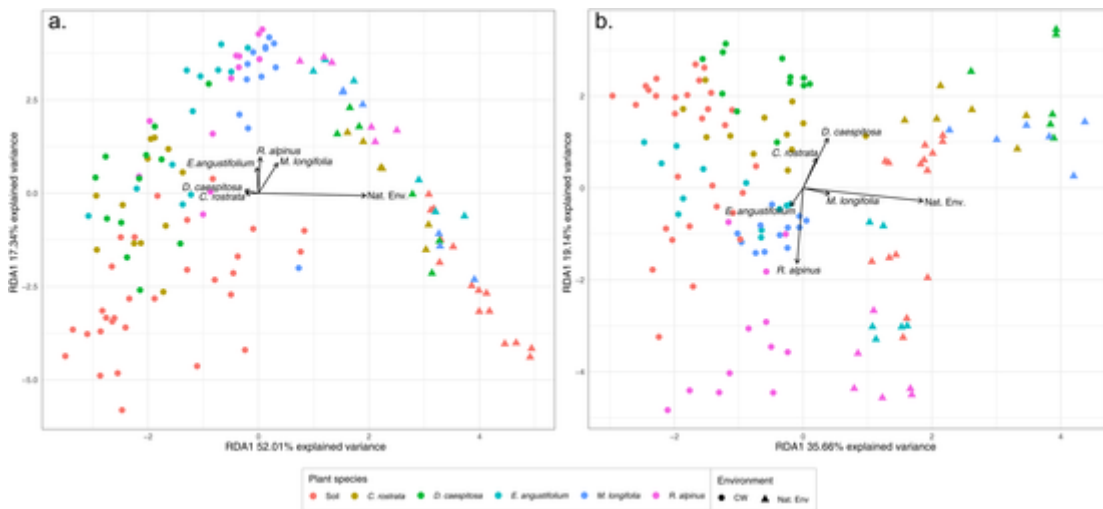 a.
b.
2.5
0.0
−2.5
−5.0
RDA1 17.34% explained variance
R. alpinus
E.angustifolium
M. longifolia
D. caespitosa
C. rostrata
Nat. Env.
−2
0
2
4
RDA1 52.01% explained variance
2
0
−2
−4
RDA1 19.14% explained variance
D. caespitosa
C. rostrata
E. angustifolium
M. longifolia
Nat. Env.
R. alpinus
−2
0
2
4
RDA1 35.66% explained variance
Plant species
Soil C. rostrata D. caespitosa E. angustifolium M. longifolia R. alpinus
Environment
CW Nat. Env